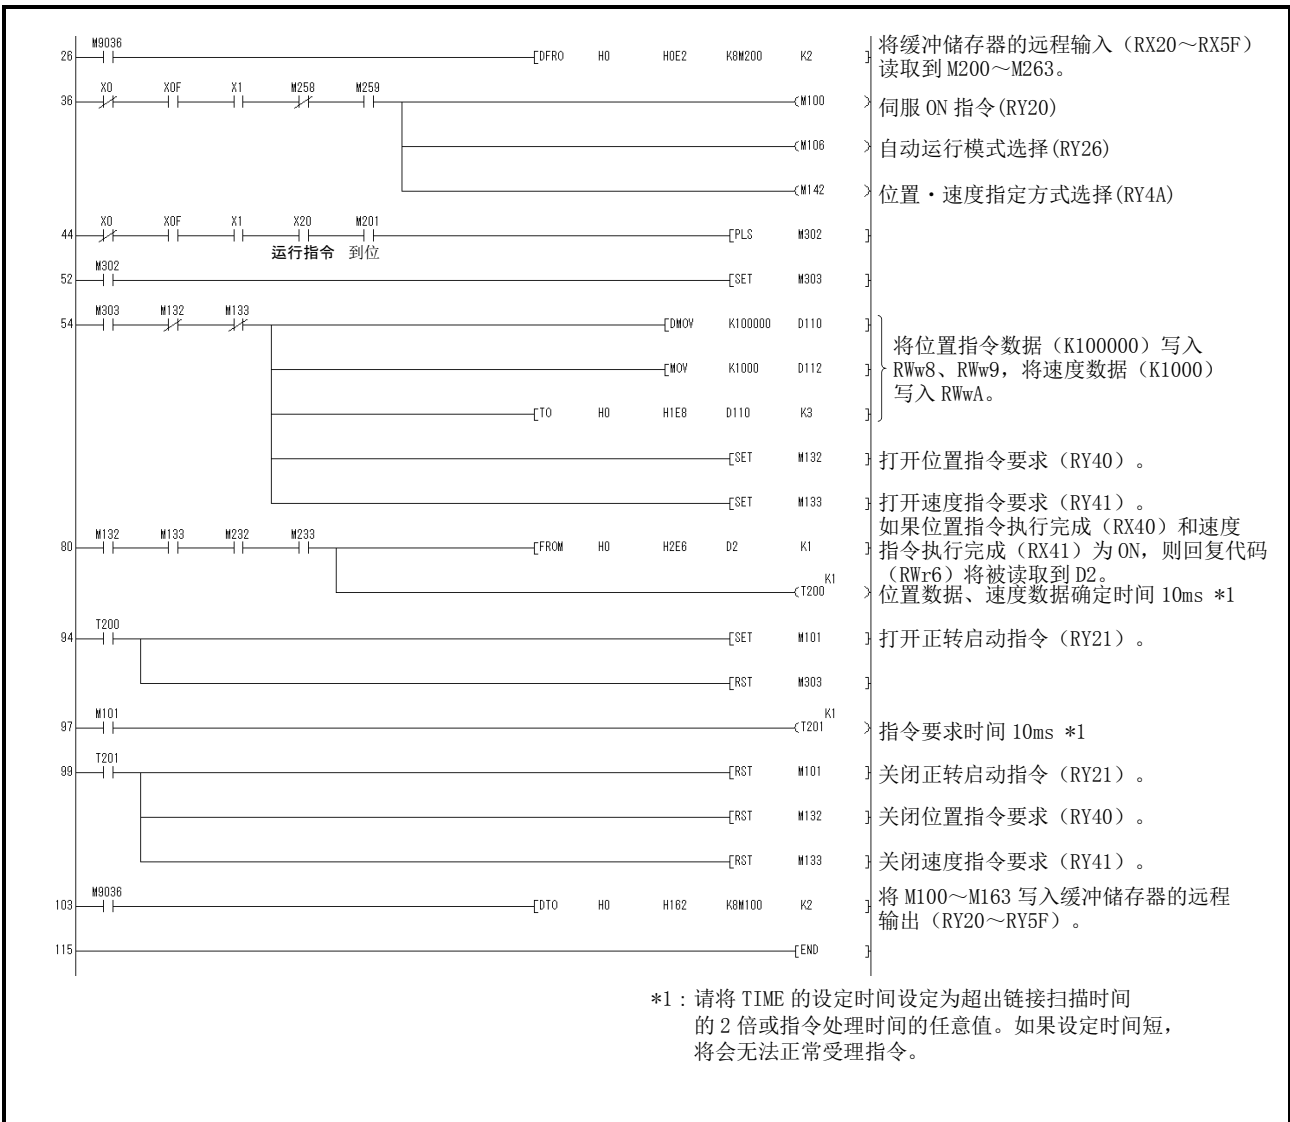 M9036
26 [DFRO H0 H0E2 K8M200 K2 ] 将缓冲储存器的远程输入（RX20～RX5F）
读取到 M200～M263。
X0 X0F X1 M258 M259
36 (M100 ) 伺服 ON 指令(RY20)
(M106 ) 自动运行模式选择(RY26)
(M142 ) 位置・速度指定方式选择(RY4A)
X0 X0F X1 X20 M201
44 [PLS M302 ]
运行指令 到位
M302
52 [SET M303 ]
M303 M132 M133
54 [DMOV K100000 D110 ]
将位置指令数据（K100000）写入
[MOV K1000 D112 ] RWw8、RWw9，将速度数据（K1000）
写入 RWwA。
[TO H0 H1E8 D110 K3 ]
[SET M132 ] 打开位置指令要求（RY40）。
[SET M133 ] 打开速度指令要求（RY41）。
如果位置指令执行完成（RX40）和速度
M132 M133 M232 M233
80 [FROM H0 H2E6 D2 K1 ] 指令执行完成（RX41）为 ON，则回复代码
（RWr6）将被读取到 D2。
K1
(T200 ) 位置数据、速度数据确定时间 10ms *1
T200
94 [SET M101 ] 打开正转启动指令（RY21）。
[RST M303 ]
M101 K1
97 (T201 ) 指令要求时间 10ms *1
T201
99 [RST M101 ] 关闭正转启动指令（RY21）。
[RST M132 ] 关闭位置指令要求（RY40）。
[RST M133 ] 关闭速度指令要求（RY41）。
M9036
103 [DTO H0 H162 K8M100 K2 ] 将 M100～M163 写入缓冲储存器的远程
输出（RY20～RY5F）。
115 [END ]
*1：请将 TIME 的设定时间设定为超出链接扫描时间
的 2 倍或指令处理时间的任意值。如果设定时间短，
将会无法正常受理指令。